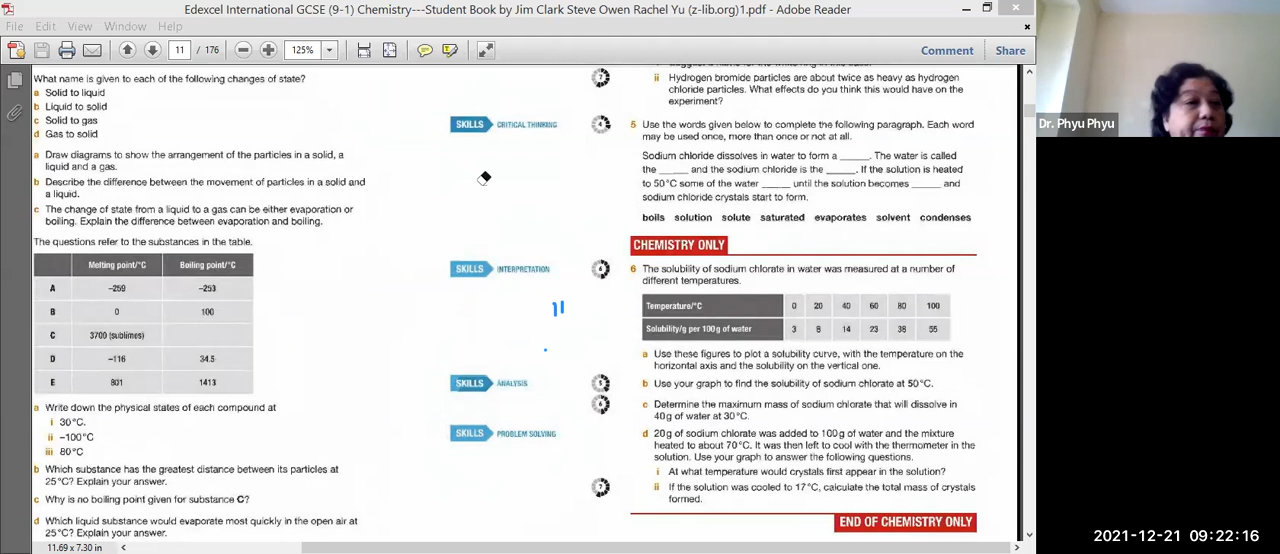 Edexcel International GCSE (9-1) Chemistry---Student Book by Jim Clark Steve Owen Rachel Yu (z-lib.org)1.pdf - Adobe Reader
File Edit View Window Help
11 / 176 125% Comment Share
What name is given to each of the following changes of state?
a Solid to liquid
b Liquid to solid
c Solid to gas
d Gas to solid
a Draw diagrams to show the arrangement of the particles in a solid, a
liquid and a gas.
b Describe the difference between the movement of particles in a solid and
a liquid.
c The change of state from a liquid to a gas can be either evaporation or
boiling. Explain the difference between evaporation and boiling.
The questions refer to the substances in the table.
Melting point/°C Boiling point/°C
A –259 –253
B 0 100
C 3700 (sublimes)
D –116 34.5
E 801 1413
a Write down the physical states of each compound at
i 30°C.
ii –100°C
iii 80°C
b Which substance has the greatest distance between its particles at
25°C? Explain your answer.
c Why is no boiling point given for substance C?
d Which liquid substance would evaporate most quickly in the open air at
25°C? Explain your answer.
11.69 x 7.30 in
SKILLS CRITICAL THINKING
SKILLS INTERPRETATION
SKILLS ANALYSIS
SKILLS PROBLEM SOLVING
7
4
6
5
6
7
ii Hydrogen bromide particles are about twice as heavy as hydrogen
chloride particles. What effects do you think this would have on the
experiment?
5 Use the words given below to complete the following paragraph. Each word
may be used once, more than once or not at all.
Sodium chloride dissolves in water to form a ______. The water is called
the ______ and the sodium chloride is the ______. If the solution is heated
to 50°C some of the water ______ until the solution becomes ______ and
sodium chloride crystals start to form.
boils solution solute saturated evaporates solvent condenses
CHEMISTRY ONLY
6 The solubility of sodium chlorate in water was measured at a number of
different temperatures.
Temperature/°C 0 20 40 60 80 100
Solubility/g per 100g of water 3 8 14 23 38 55
a Use these figures to plot a solubility curve, with the temperature on the
horizontal axis and the solubility on the vertical one.
b Use your graph to find the solubility of sodium chlorate at 50°C.
c Determine the maximum mass of sodium chlorate that will dissolve in
40g of water at 30°C.
d 20g of sodium chlorate was added to 100g of water and the mixture
heated to about 70°C. It was then left to cool with the thermometer in the
solution. Use your graph to answer the following questions.
i At what temperature would crystals first appear in the solution?
ii If the solution was cooled to 17°C, calculate the total mass of crystals
formed.
END OF CHEMISTRY ONLY
Dr. Phyu Phyu
2021-12-21 09:22:16